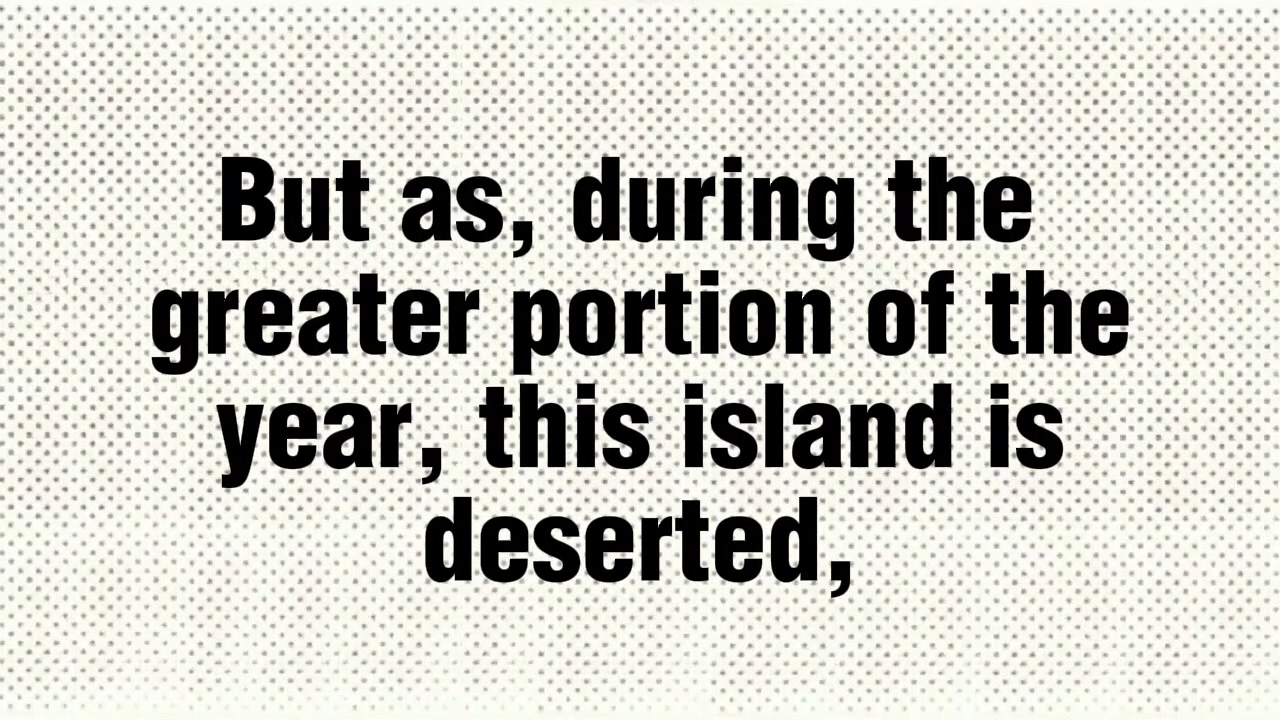 But as, during the
greater portion of the
year, this island is
deserted,